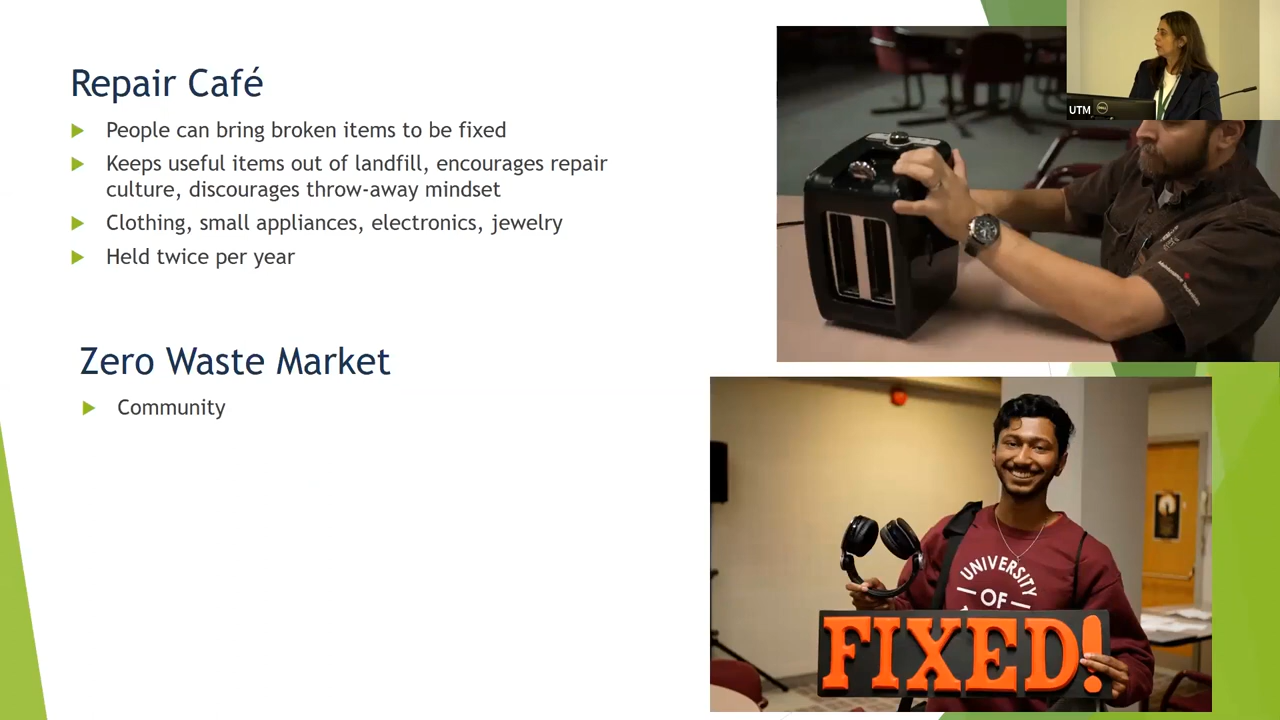 Repair Café
People can bring broken items to be fixed
Keeps useful items out of landfill, encourages repair
culture, discourages throw-away mindset
Clothing, small appliances, electronics, jewelry
Held twice per year
Zero Waste Market
Community
UTM
UNIVERSITY
OF
FIXED!